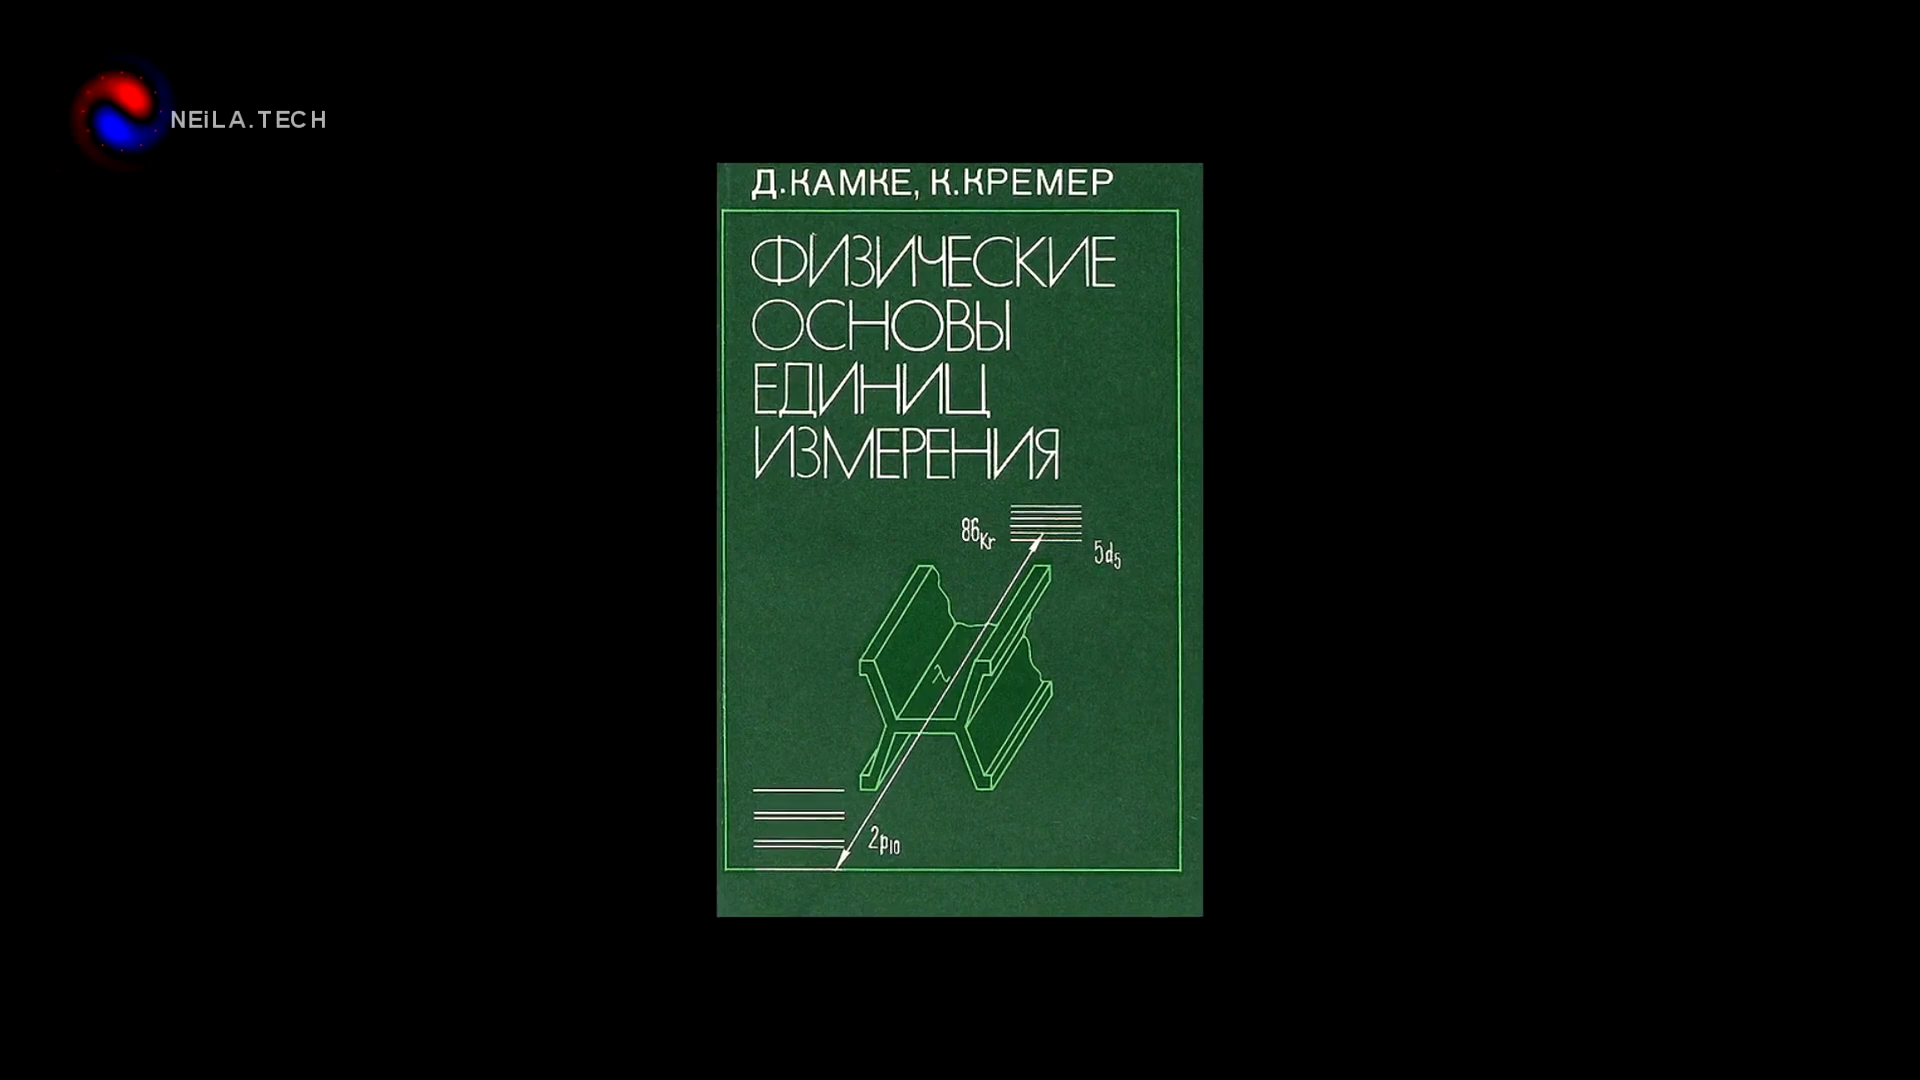 NEiLA.TECH
Д.КАМКЕ, К.КРЕМЕР
ФИЗИЧЕСКИЕ
ОСНОВЫ
ЕДИНИЦ
ИЗМЕРЕНИЯ
86Kr
5d5
λ
2p10